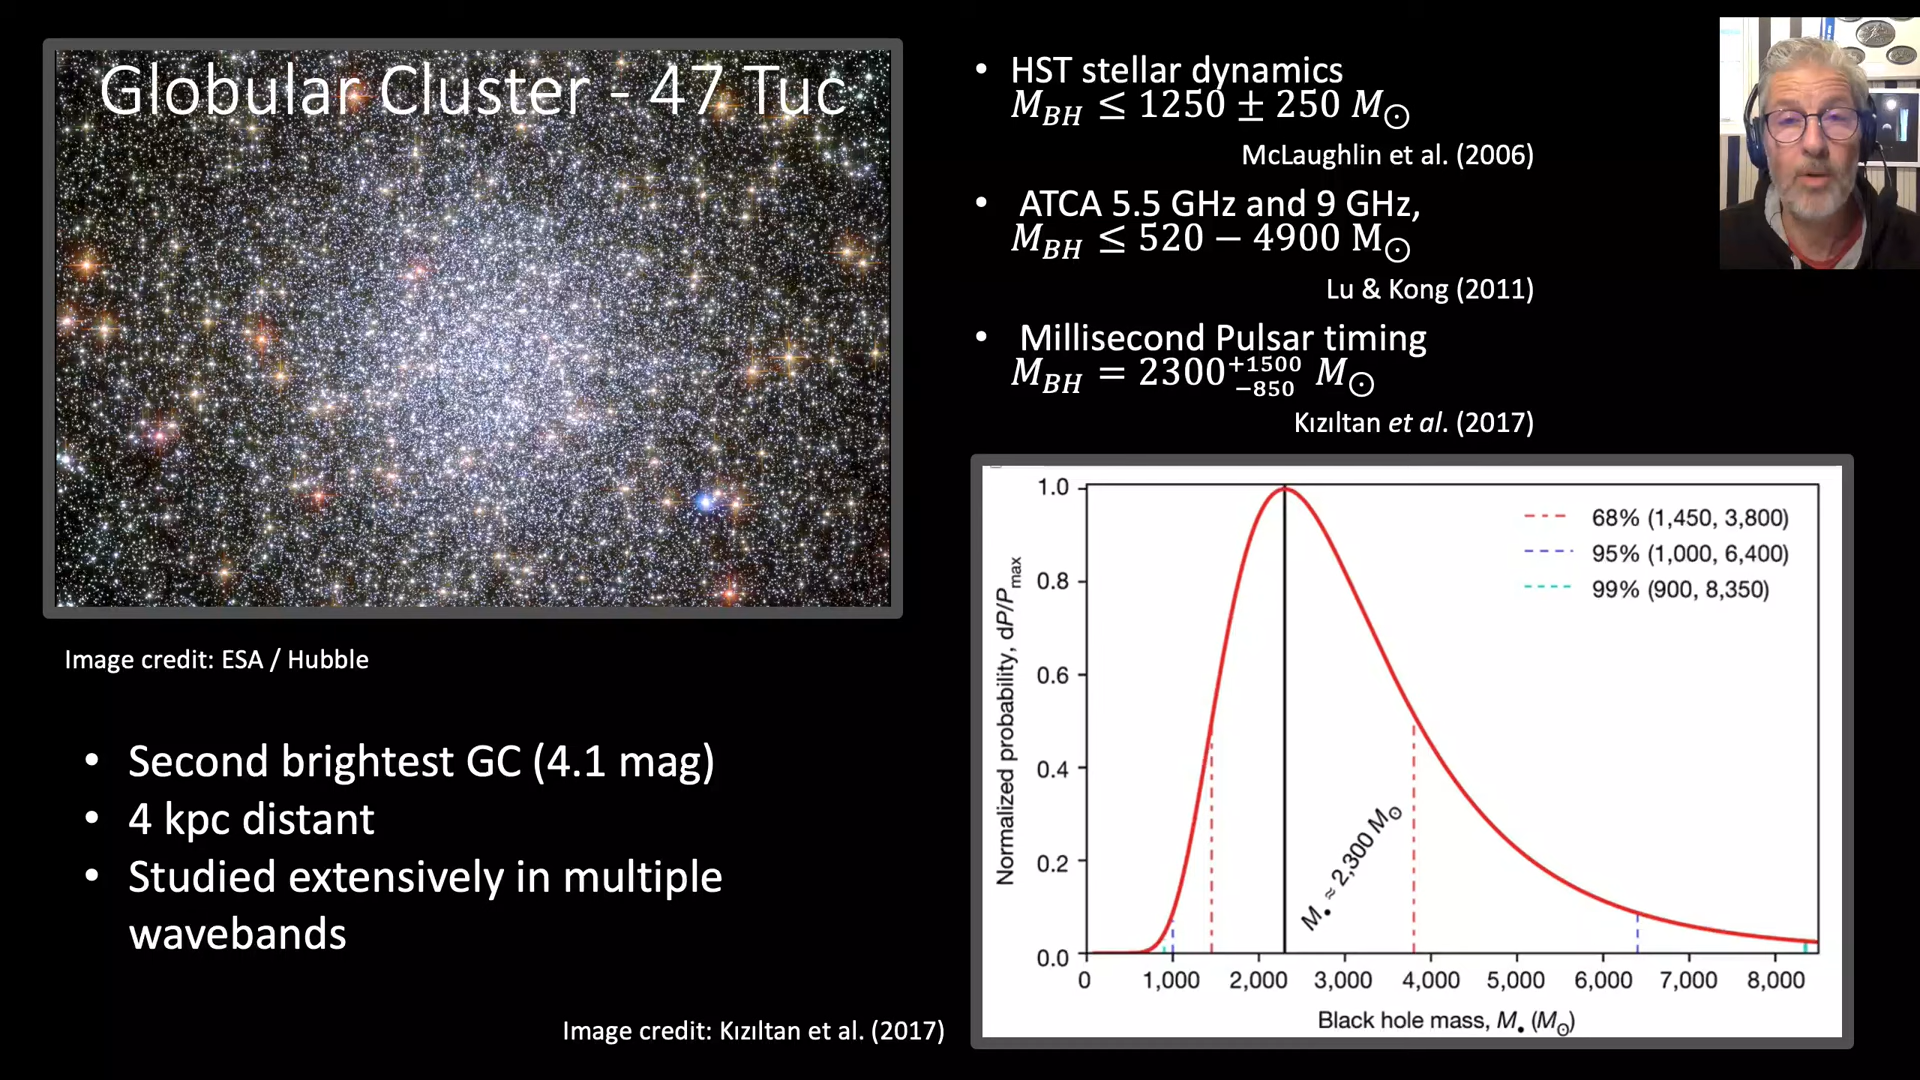 Globular Cluster - 47 Tuc
Image credit: ESA / Hubble
• Second brightest GC (4.1 mag)
• 4 kpc distant
• Studied extensively in multiple
wavebands
Image credit: Kızıltan et al. (2017)
• HST stellar dynamics
M_BH ≤ 1250 ± 250 M_⊙
McLaughlin et al. (2006)
• ATCA 5.5 GHz and 9 GHz,
M_BH ≤ 520 − 4900 M_⊙
Lu & Kong (2011)
• Millisecond Pulsar timing
M_BH = 2300 +1500 −850 M_⊙
Kızıltan et al. (2017)
Normalized probability, dP/P_max
1.0
0.8
0.6
0.4
0.2
0.0
68% (1,450, 3,800)
95% (1,000, 6,400)
99% (900, 8,350)
M_• ≈ 2,300 M_⊙
0 1,000 2,000 3,000 4,000 5,000 6,000 7,000 8,000
Black hole mass, M_• (M_⊙)